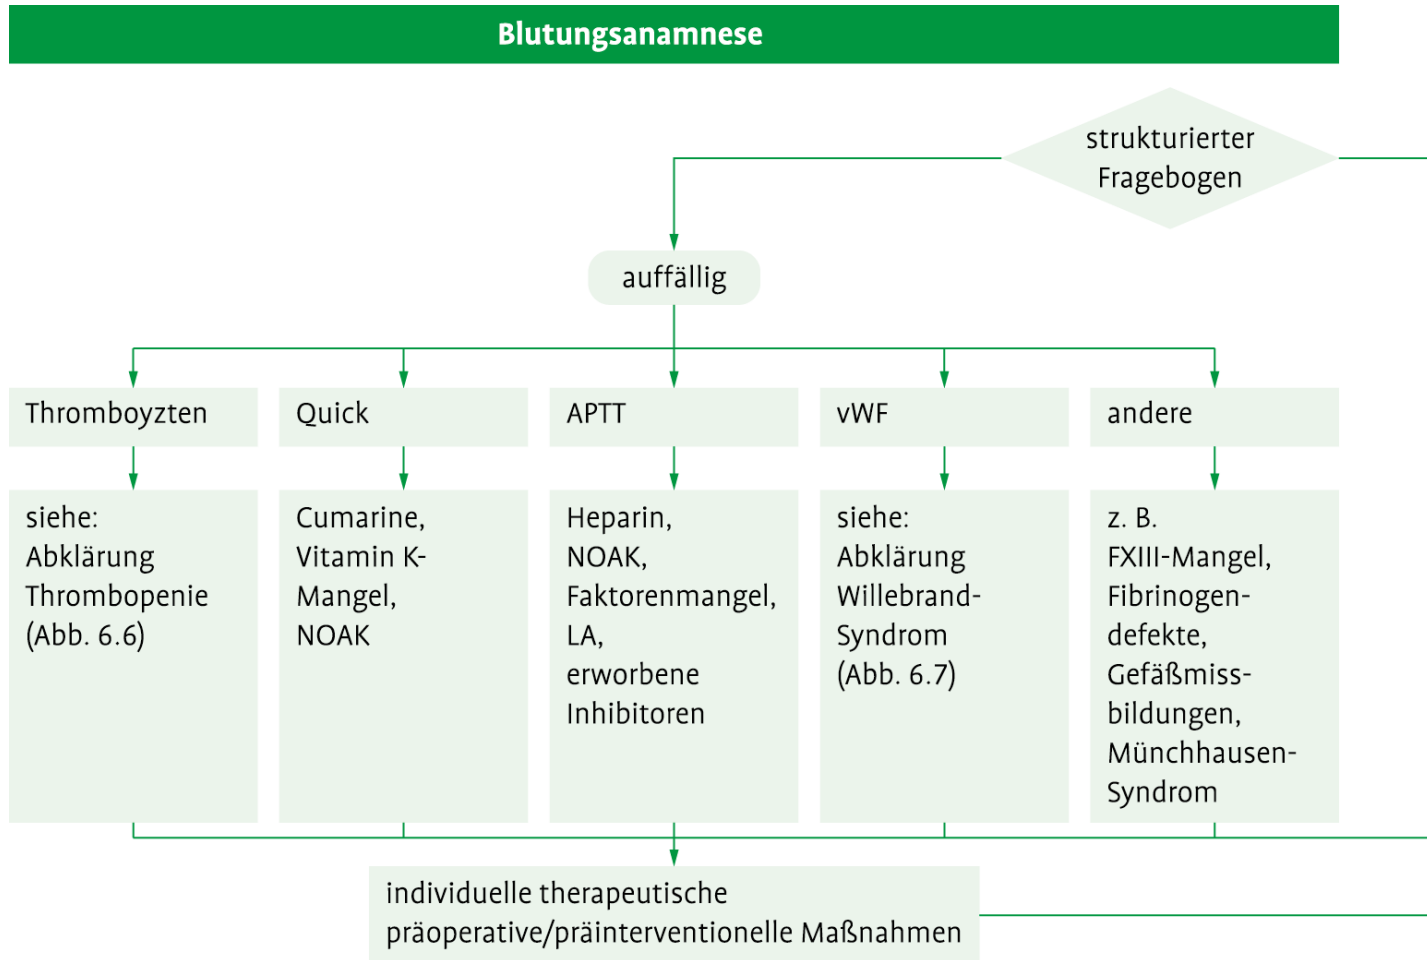 Blutungsanamnese
strukturierter
Fragebogen
auffällig
Thromboyzten
Quick
APTT
vWF
andere
siehe:
Abklärung
Thrombopenie
(Abb. 6.6)
Cumarine,
Vitamin K-
Mangel,
NOAK
Heparin,
NOAK,
Faktorenmangel,
LA,
erworbene
Inhibitoren
siehe:
Abklärung
Willebrand-
Syndrom
(Abb. 6.7)
z. B.
FXIII-Mangel,
Fibrinogen-
defekte,
Gefäßmiss-
bildungen,
Münchhausen-
Syndrom
individuelle therapeutische
präoperative/präinterventionelle Maßnahmen